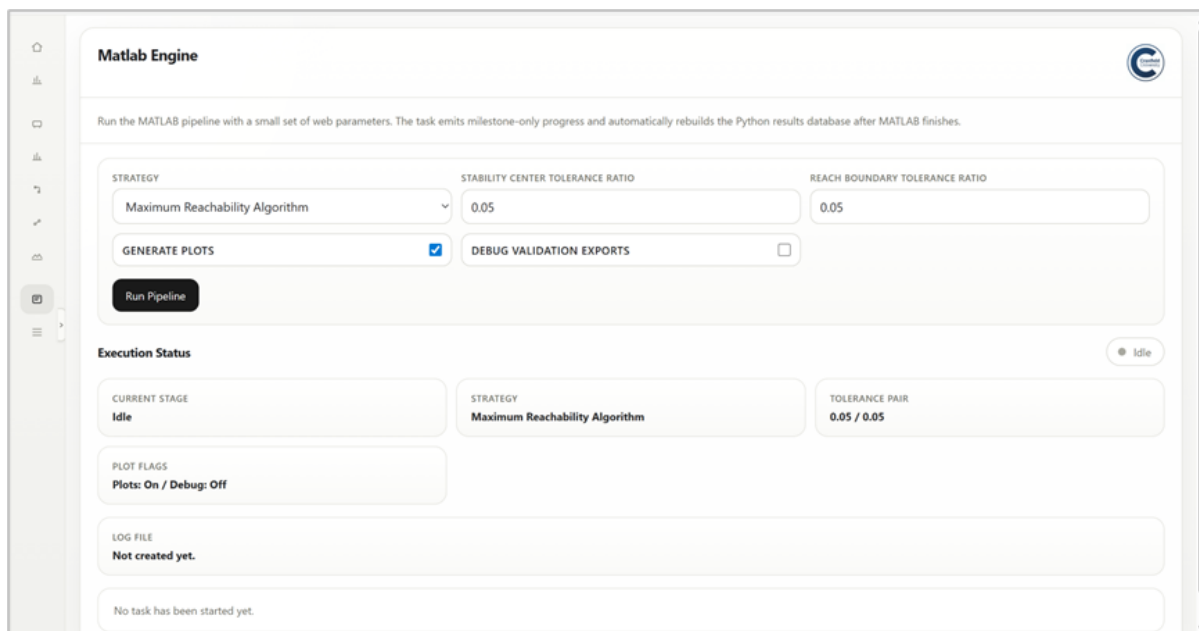 Matlab Engine
Run the MATLAB pipeline with a small set of web parameters. The task emits milestone-only progress and automatically rebuilds the Python results database after MATLAB finishes.
STRATEGY
STABILITY CENTER TOLERANCE RATIO
REACH BOUNDARY TOLERANCE RATIO
Maximum Reachability Algorithm
0.05
0.05
GENERATE PLOTS
DEBUG VALIDATION EXPORTS
Run Pipeline
Execution Status
Idle
CURRENT STAGE
Idle
STRATEGY
Maximum Reachability Algorithm
TOLERANCE PAIR
0.05 / 0.05
PLOT FLAGS
Plots: On / Debug: Off
LOG FILE
Not created yet.
No task has been started yet.